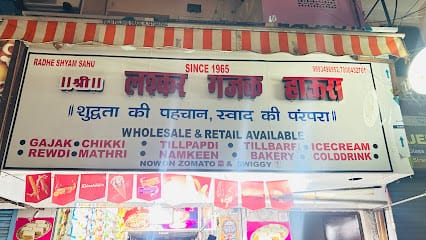 RADHE SHYAM SAHU
SINCE 1965
॥श्री॥ लश्कर गजक हाऊस
॥शुद्धता की पहचान, स्वाद की परंपरा॥
WHOLESALE & RETAIL AVAILABLE
• GAJAK • CHIKKI • TILLPAPDI • TILLBARFI • ICECREAM
• REWDI • MATHRI NAMKEEN • BAKERY • COLDDRINK
NOW ON ZOMATO & SWIGGY